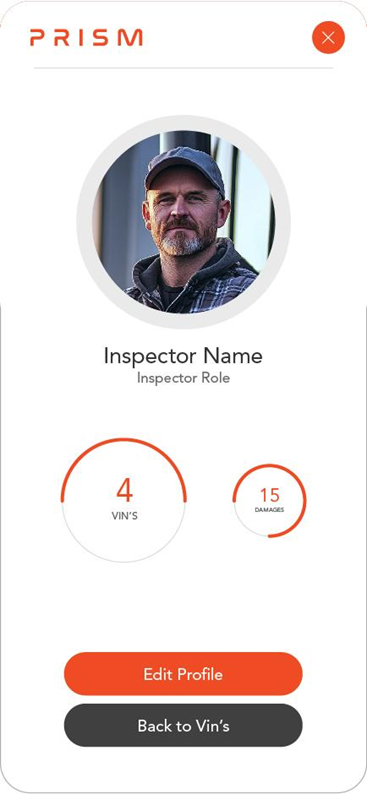 PRISM
Inspector Name
Inspector Role
4
VIN'S
15
DAMAGES
Edit Profile
Back to Vin's